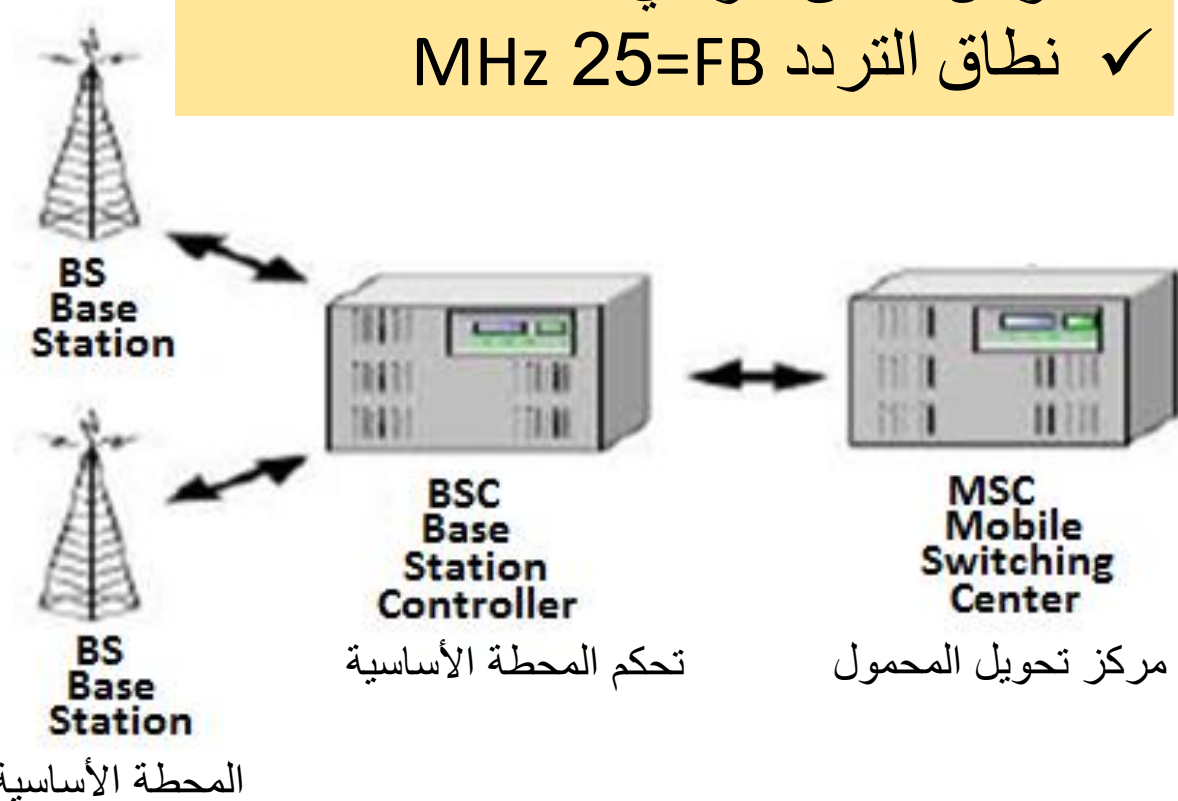 ✓ نطاق التردد FB=25 MHz
BS
Base
Station
BSC
Base
Station
Controller
تحكم المحطة الأساسية
MSC
Mobile
Switching
Center
مركز تحويل المحمول
BS
Base
Station
المحطة الأساسية